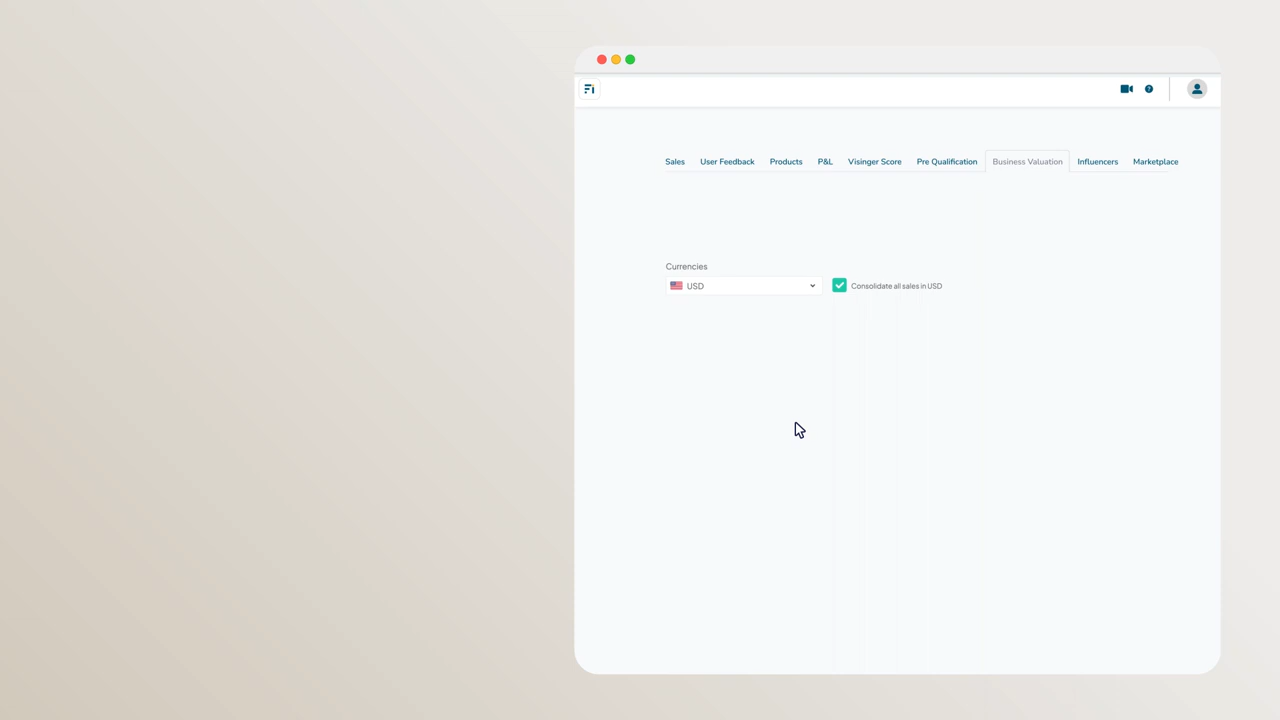 Sales User Feedback Products P&L Visinger Score Pre Qualification Business Valuation Influencers Marketplace
Currencies
USD Consolidate all sales in USD